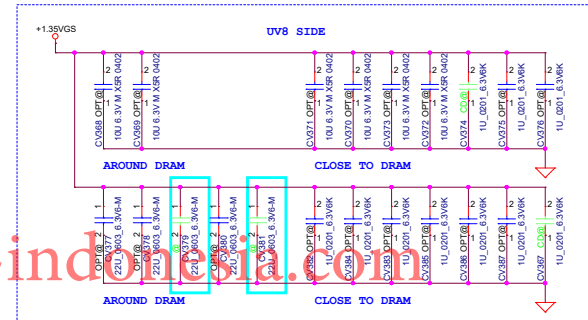 +1.35VGS
UV8 SIDE
CV368 OPT@ 10U 6.3V M X5R 0402
CV369 OPT@ 10U 6.3V M X5R 0402
CV371 OPT@ 10U 6.3V M X5R 0402
CV370 OPT@ 10U 6.3V M X5R 0402
CV373 OPT@ 10U 6.3V M X5R 0402
CV372 OPT@ 10U 6.3V M X5R 0402
CV374 CD@ 1U_0201_6.3V6K
CV375 OPT@ 1U_0201_6.3V6K
CV376 OPT@ 1U_0201_6.3V6K
AROUND DRAM
CLOSE TO DRAM
CV377 OPT@ 22U_0603_6.3V6-M
CV378 OPT@ 22U_0603_6.3V6-M
CV379 @ 22U_0603_6.3V6-M
CV380 OPT@ 22U_0603_6.3V6-M
CV381 @ 22U_0603_6.3V6-M
CV382 OPT@ 1U_0201_6.3V6K
CV384 OPT@ 1U_0201_6.3V6K
CV383 OPT@ 1U_0201_6.3V6K
CV385 OPT@ 1U_0201_6.3V6K
CV386 OPT@ 1U_0201_6.3V6K
CV387 OPT@ 1U_0201_6.3V6K
CV367 CD@ 1U_0201_6.3V6K
-indonesia.com
AROUND DRAM
CLOSE TO DRAM